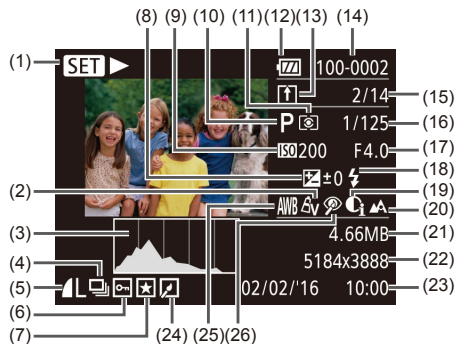 (8) (9) (10) (11) (12) (13) (14)
(1) SET 100-0002
2/14 (15)
P 1/125 (16)
ISO200 F4.0 (17)
±0 (18)
(2) AWB Av i (19)
(20)
(3) 4.66MB (21)
(4) 5184x3888 (22)
(5) L 02/02/'16 10:00 (23)
(6)
(7) (24) (25) (26)